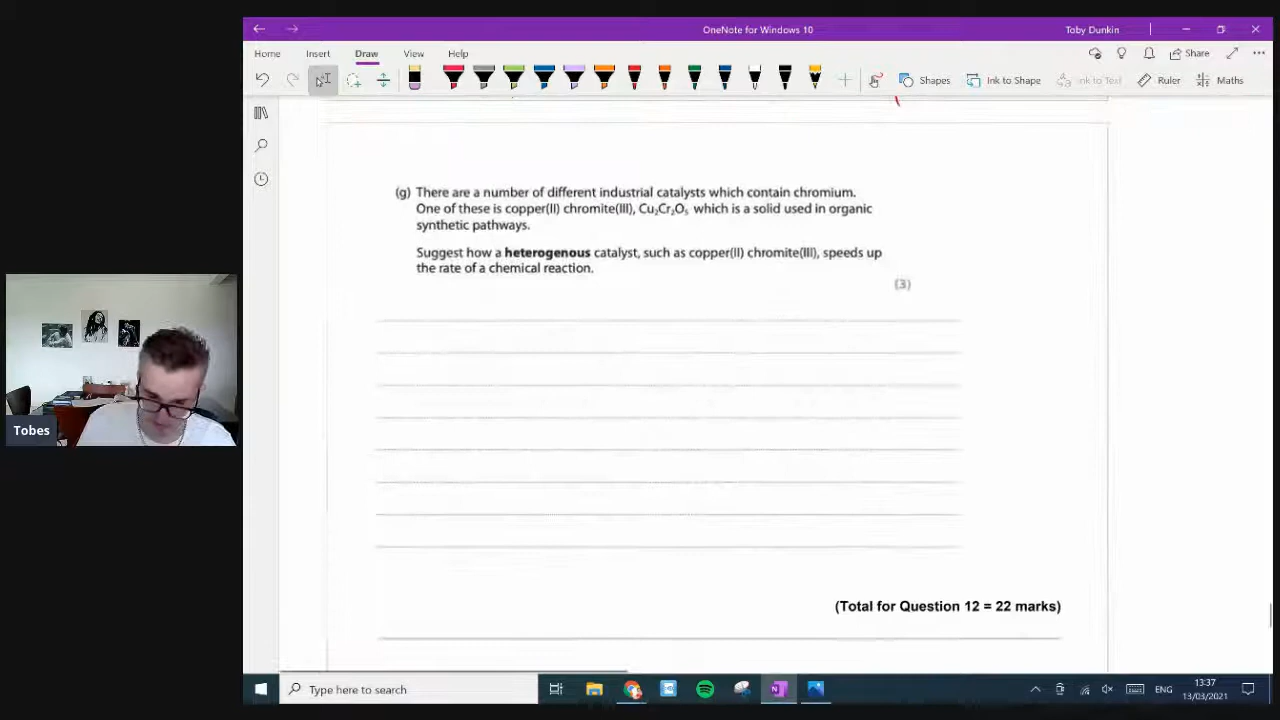 OneNote for Windows 10
Toby Dunkin
Home
Insert
Draw
View
Help
Share
Shapes
Ink to Shape
Ink to Text
Ruler
Maths
(g) There are a number of different industrial catalysts which contain chromium.
One of these is copper(II) chromite(III), Cu₂Cr₂O₅ which is a solid used in organic
synthetic pathways.
Suggest how a heterogenous catalyst, such as copper(II) chromite(III), speeds up
the rate of a chemical reaction.
(3)
Tobes
(Total for Question 12 = 22 marks)
Type here to search
ENG
13:37
13/03/2021